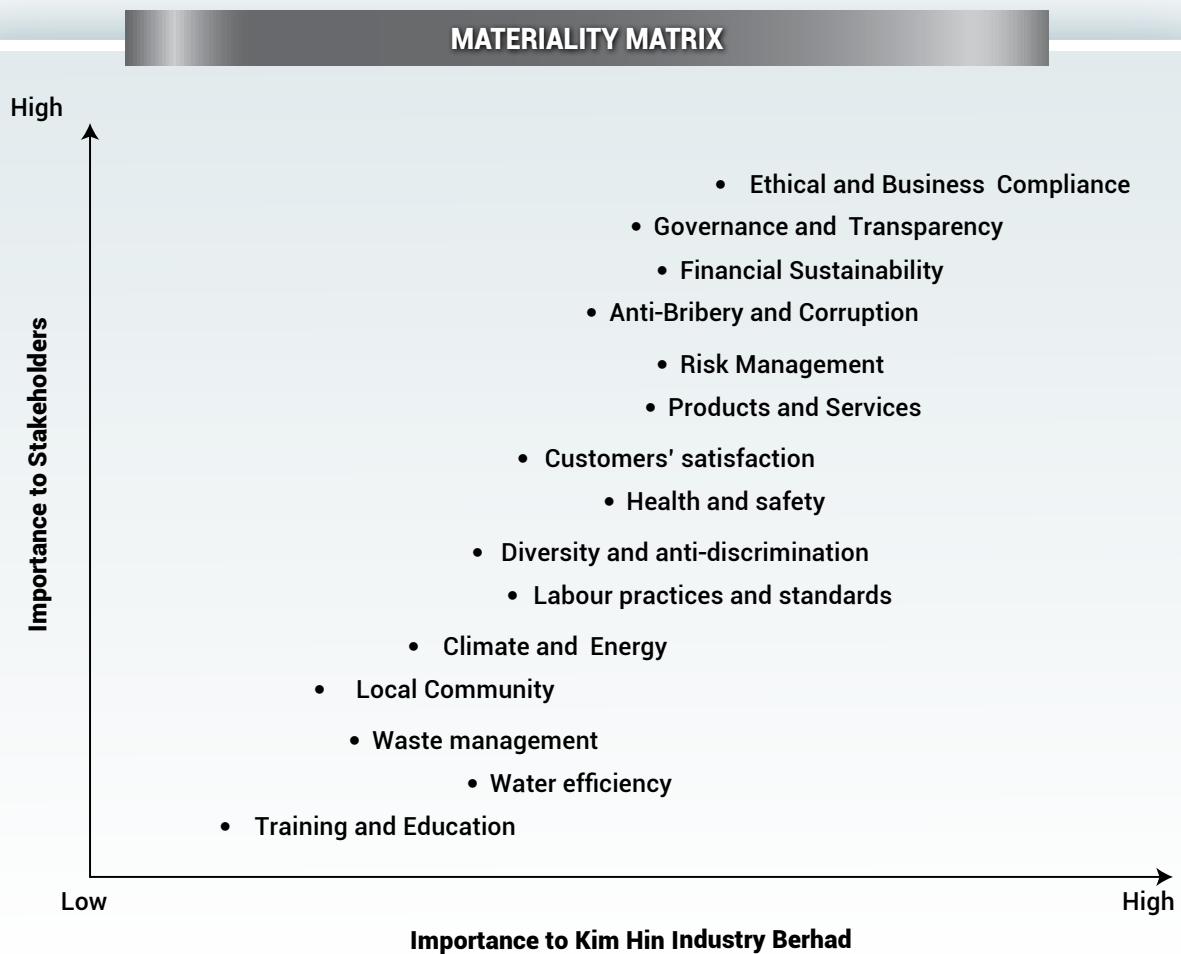 MATERIALITY MATRIX
High
• Ethical and Business Compliance
• Governance and Transparency
• Financial Sustainability
• Anti-Bribery and Corruption
• Risk Management
• Products and Services
• Customers' satisfaction
• Health and safety
• Diversity and anti-discrimination
• Labour practices and standards
• Climate and Energy
• Local Community
• Waste management
• Water efficiency
• Training and Education
Importance to Stakeholders
Low
High
Importance to Kim Hin Industry Berhad